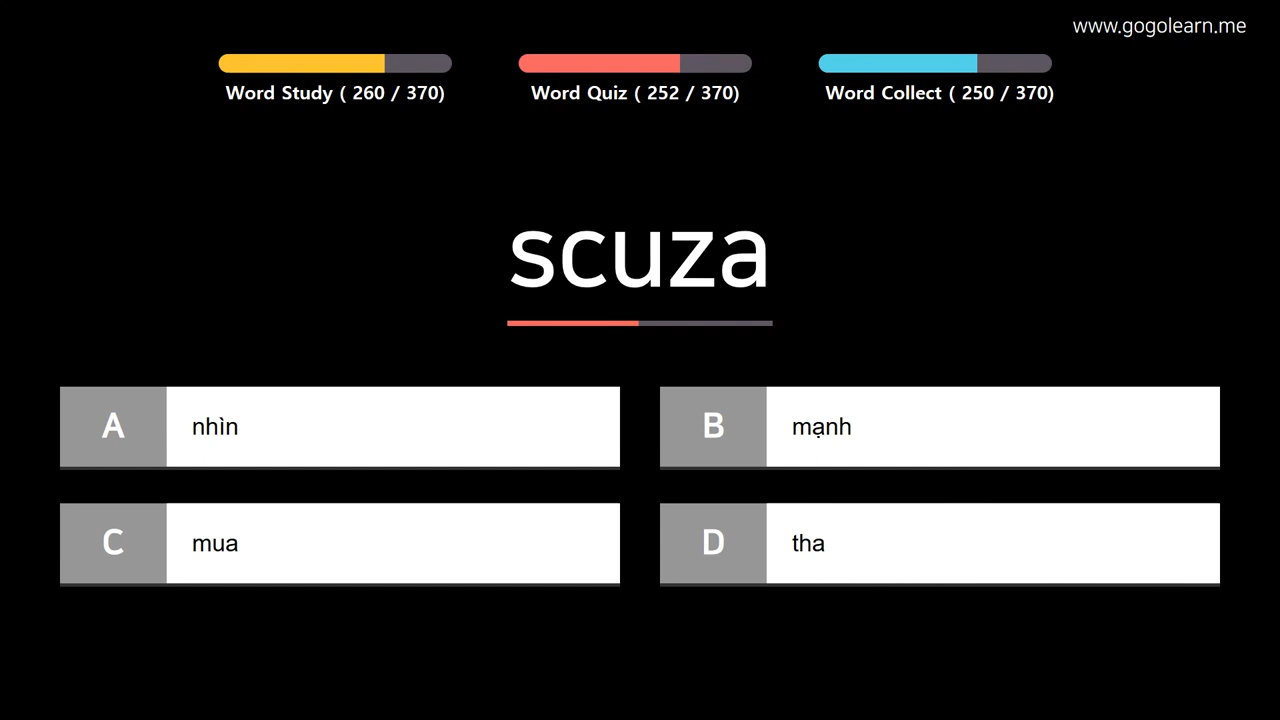 www.gogolearn.me
Word Study ( 260 / 370)
Word Quiz ( 252 / 370)
Word Collect ( 250 / 370)
scuza
A nhìn
B mạnh
C mua
D tha